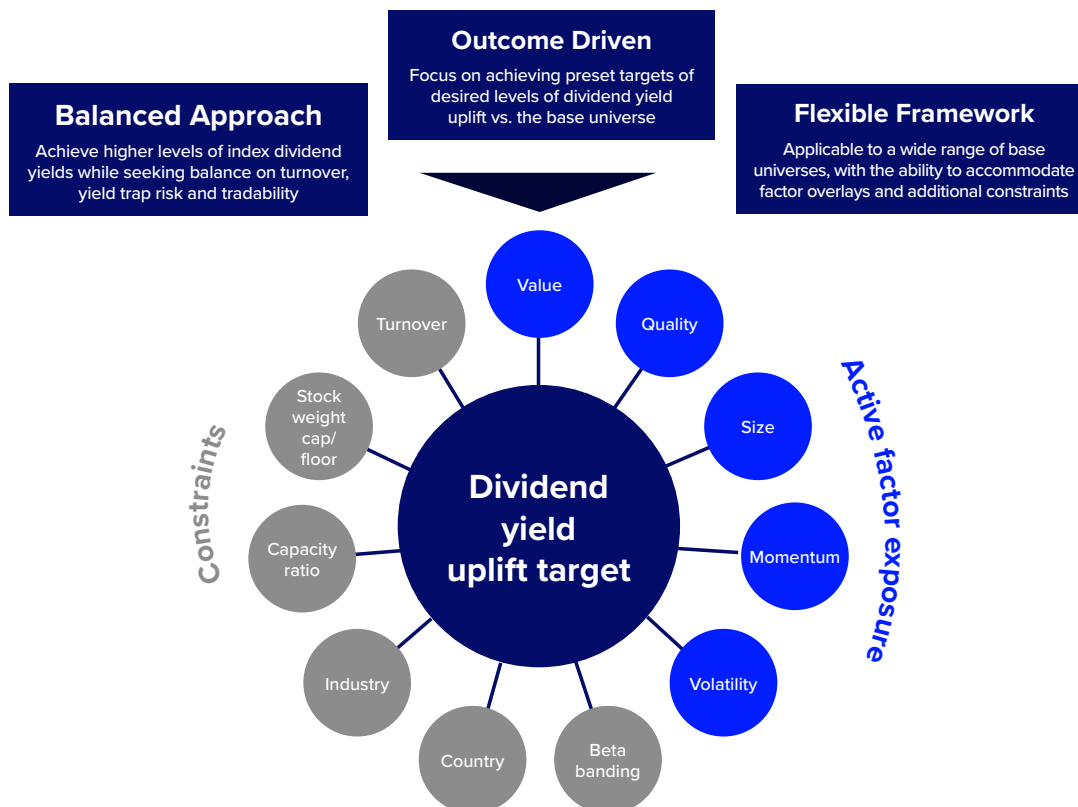 Outcome Driven
Focus on achieving preset targets of
desired levels of dividend yield
uplift vs. the base universe
Balanced Approach
Achieve higher levels of index dividend
yields while seeking balance on turnover,
yield trap risk and tradability
Flexible Framework
Applicable to a wide range of base
universes, with the ability to accommodate
factor overlays and additional constraints
Value
Quality
Size
Momentum
Volatility
Beta
banding
Country
Industry
Capacity
ratio
Stock
weight
cap/
floor
Turnover
Dividend
yield
uplift target
Constraints
Active factor exposure